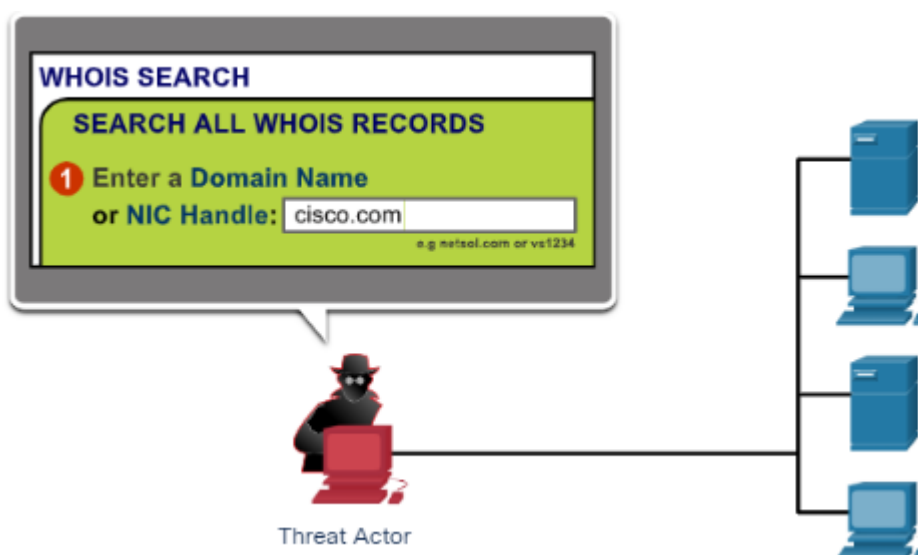 WHOIS SEARCH
SEARCH ALL WHOIS RECORDS
1 Enter a Domain Name
or NIC Handle: cisco.com
e.g netsol.com or vs1234
Threat Actor